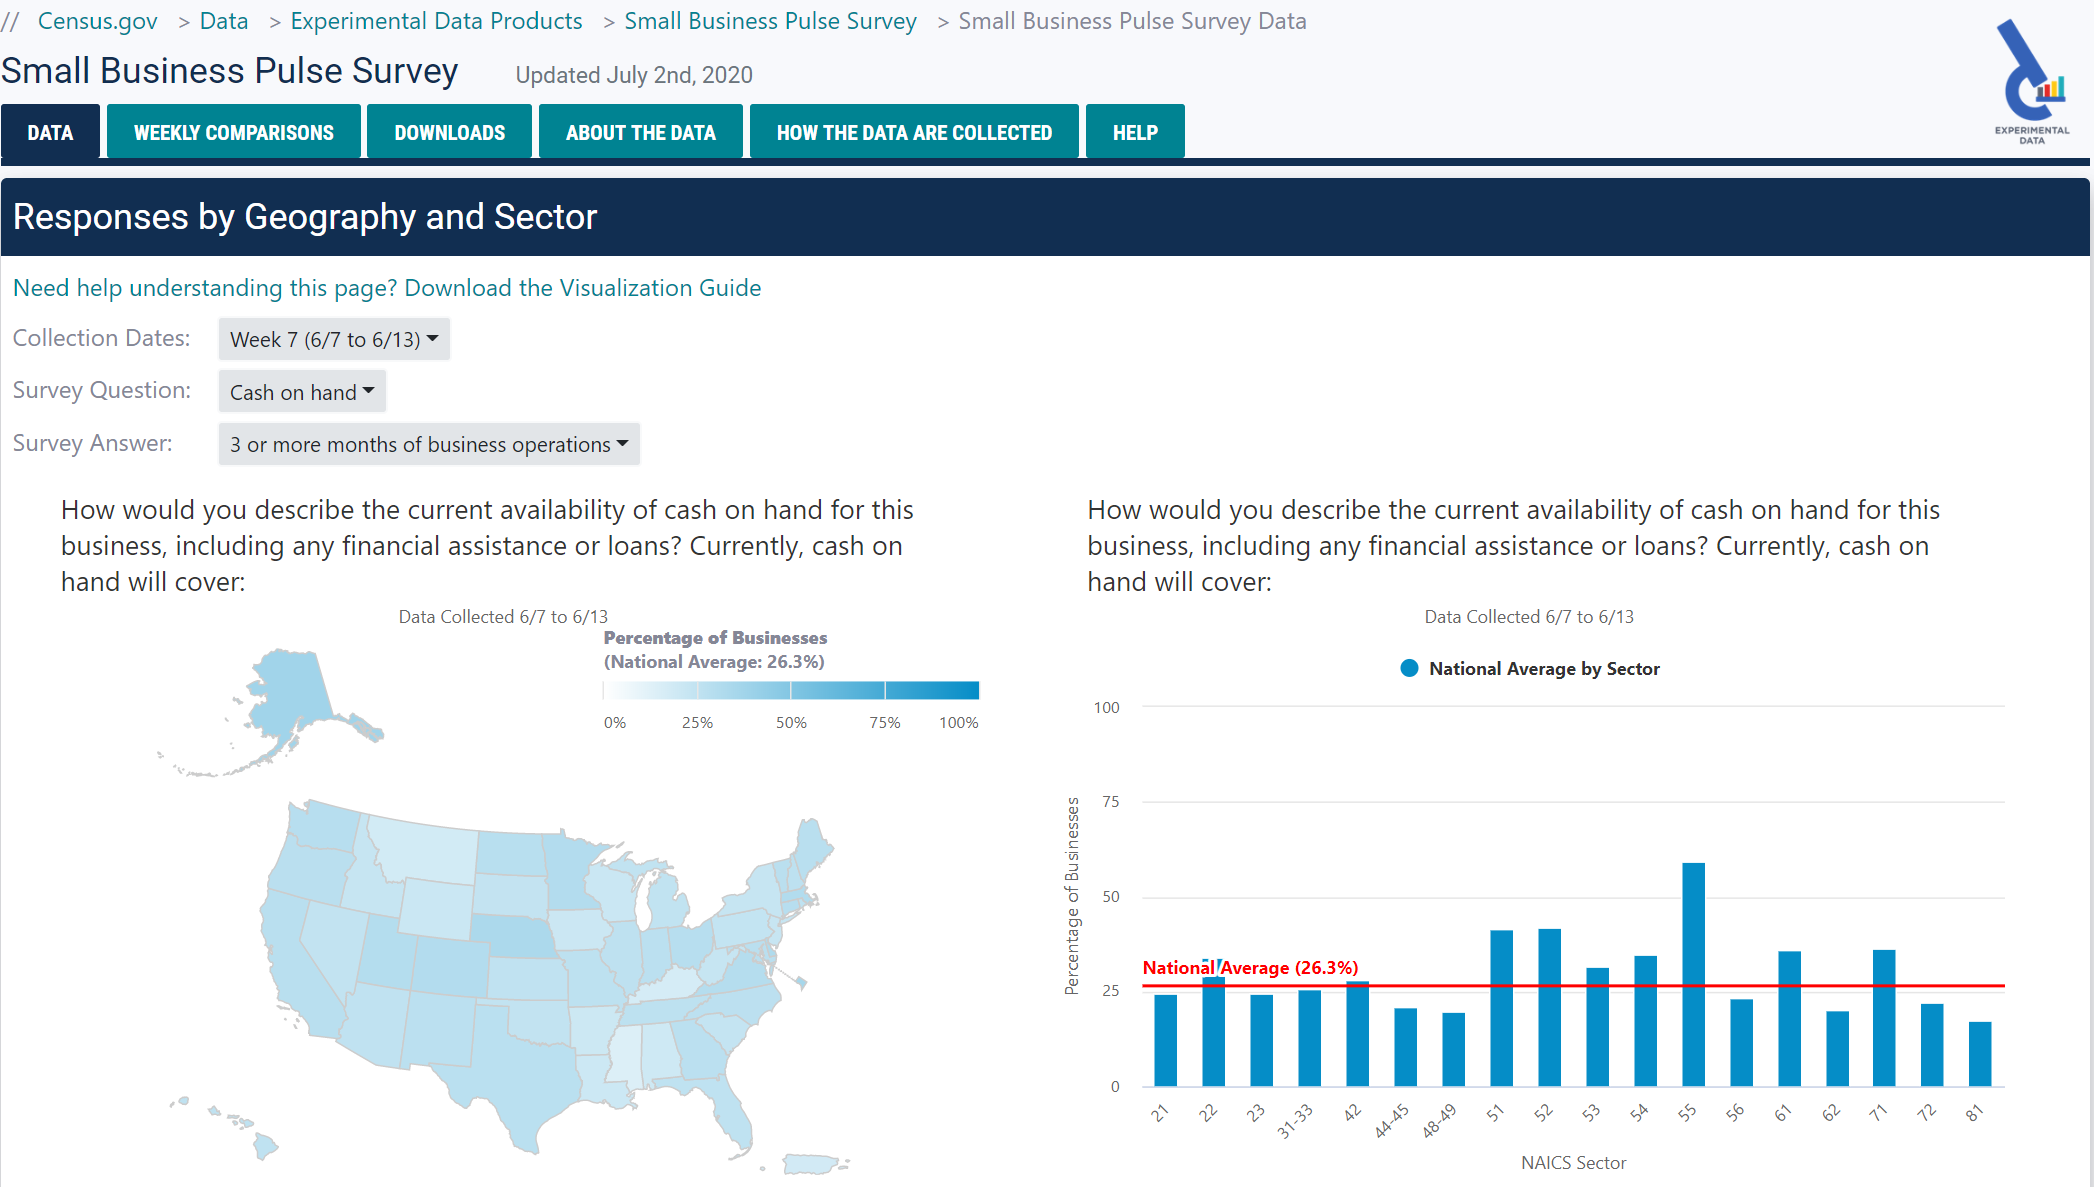 // Census.gov > Data > Experimental Data Products > Small Business Pulse Survey > Small Business Pulse Survey Data
Small Business Pulse Survey Updated July 2nd, 2020
EXPERIMENTAL
DATA
DATA WEEKLY COMPARISONS DOWNLOADS ABOUT THE DATA HOW THE DATA ARE COLLECTED HELP
Responses by Geography and Sector
Need help understanding this page? Download the Visualization Guide
Collection Dates: Week 7 (6/7 to 6/13)
Survey Question: Cash on hand
Survey Answer: 3 or more months of business operations
How would you describe the current availability of cash on hand for this
business, including any financial assistance or loans? Currently, cash on
hand will cover:
Data Collected 6/7 to 6/13
Percentage of Businesses
(National Average: 26.3%)
0% 25% 50% 75% 100%
How would you describe the current availability of cash on hand for this
business, including any financial assistance or loans? Currently, cash on
hand will cover:
Data Collected 6/7 to 6/13
National Average by Sector
Percentage of Businesses
100
75
50
25
0
National Average (26.3%)
21 22 23 31-33 42 44-45 48-49 51 52 53 54 55 56 61 62 71 72 81
NAICS Sector